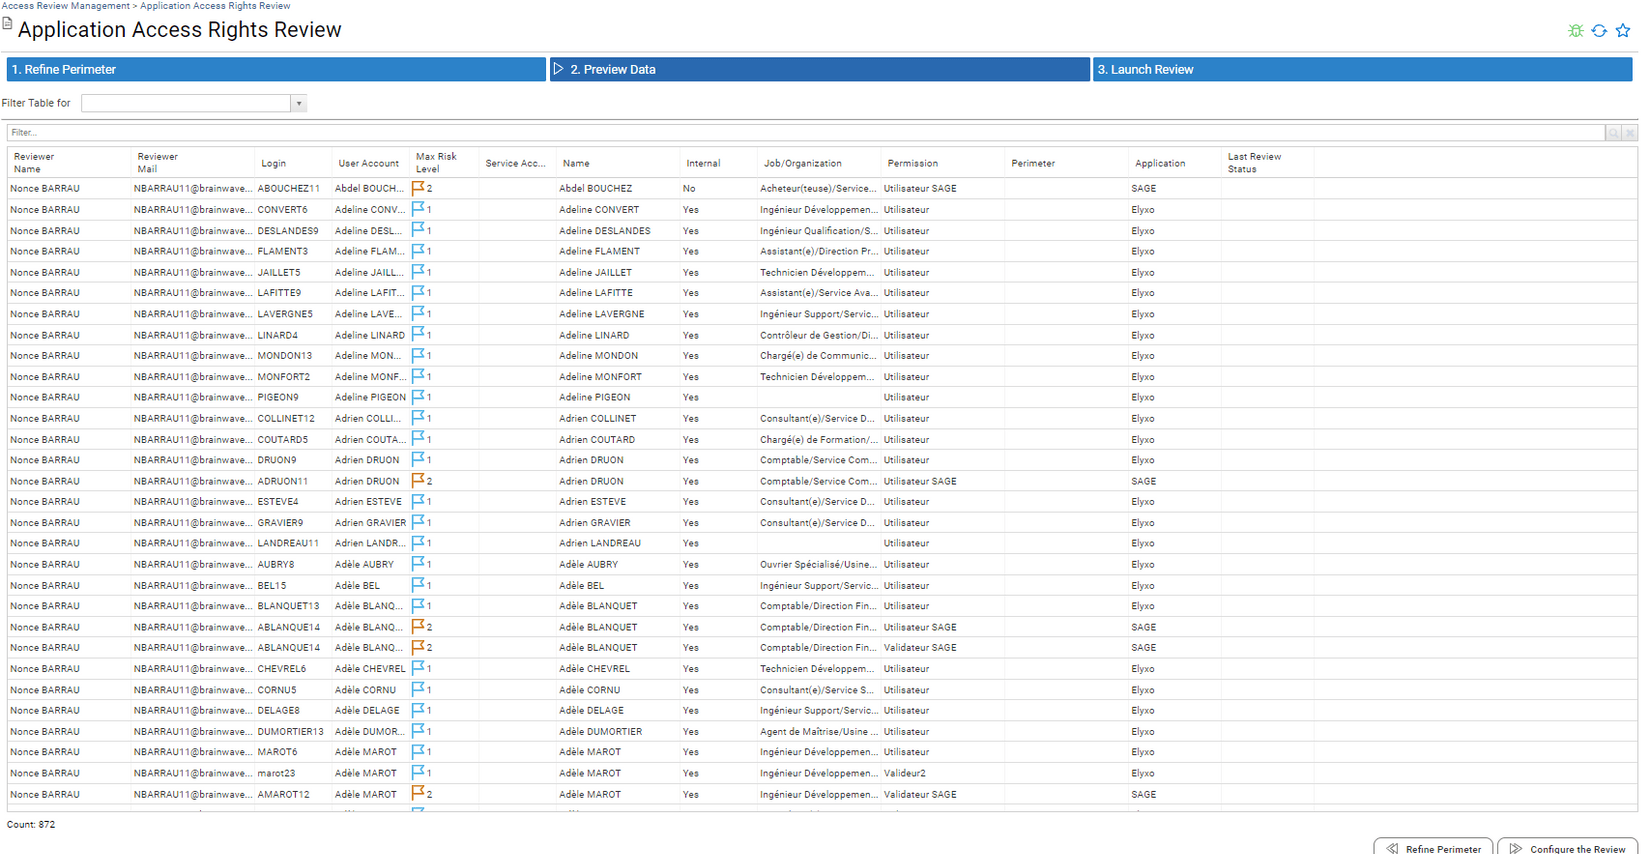 Access Review Management > Application Access Rights Review
Application Access Rights Review
1. Refine Perimeter 2. Preview Data 3. Launch Review
Filter Table for
Filter...
Reviewer Name Reviewer Mail Login User Account Max Risk Level Service Acc... Name Internal Job/Organization Permission Perimeter Application Last Review Status
Nonce BARRAU NBARRAU11@brainwave... ABOUCHEZ11 Abdel BOUCH... 2 Abdel BOUCHEZ No Acheteur(teuse)/Service... Utilisateur SAGE SAGE
Nonce BARRAU NBARRAU11@brainwave... CONVERT6 Adeline CONV... 1 Adeline CONVERT Yes Ingénieur Développemen... Utilisateur Elyxo
Nonce BARRAU NBARRAU11@brainwave... DESLANDES9 Adeline DESL... 1 Adeline DESLANDES Yes Ingénieur Qualification/S... Utilisateur Elyxo
Nonce BARRAU NBARRAU11@brainwave... FLAMENT3 Adeline FLAM... 1 Adeline FLAMENT Yes Assistant(e)/Direction Pr... Utilisateur Elyxo
Nonce BARRAU NBARRAU11@brainwave... JAILLET5 Adeline JAILL... 1 Adeline JAILLET Yes Technicien Développem... Utilisateur Elyxo
Nonce BARRAU NBARRAU11@brainwave... LAFITTE9 Adeline LAFIT... 1 Adeline LAFITTE Yes Assistant(e)/Service Ava... Utilisateur Elyxo
Nonce BARRAU NBARRAU11@brainwave... LAVERGNE5 Adeline LAVE... 1 Adeline LAVERGNE Yes Ingénieur Support/Servic... Utilisateur Elyxo
Nonce BARRAU NBARRAU11@brainwave... LINARD4 Adeline LINARD 1 Adeline LINARD Yes Contrôleur de Gestion/Di... Utilisateur Elyxo
Nonce BARRAU NBARRAU11@brainwave... MONDON13 Adeline MON... 1 Adeline MONDON Yes Chargé(e) de Communic... Utilisateur Elyxo
Nonce BARRAU NBARRAU11@brainwave... MONFORT2 Adeline MONF... 1 Adeline MONFORT Yes Technicien Développem... Utilisateur Elyxo
Nonce BARRAU NBARRAU11@brainwave... PIGEON9 Adeline PIGEON 1 Adeline PIGEON Yes Utilisateur Elyxo
Nonce BARRAU NBARRAU11@brainwave... COLLINET12 Adrien COLLI... 1 Adrien COLLINET Yes Consultant(e)/Service D... Utilisateur Elyxo
Nonce BARRAU NBARRAU11@brainwave... COUTARD5 Adrien COUTA... 1 Adrien COUTARD Yes Chargé(e) de Formation/... Utilisateur Elyxo
Nonce BARRAU NBARRAU11@brainwave... DRUON9 Adrien DRUON 1 Adrien DRUON Yes Comptable/Service Com... Utilisateur Elyxo
Nonce BARRAU NBARRAU11@brainwave... ADRUON11 Adrien DRUON 2 Adrien DRUON Yes Comptable/Service Com... Utilisateur SAGE SAGE
Nonce BARRAU NBARRAU11@brainwave... ESTEVE4 Adrien ESTEVE 1 Adrien ESTEVE Yes Consultant(e)/Service D... Utilisateur Elyxo
Nonce BARRAU NBARRAU11@brainwave... GRAVIER9 Adrien GRAVIER 1 Adrien GRAVIER Yes Consultant(e)/Service D... Utilisateur Elyxo
Nonce BARRAU NBARRAU11@brainwave... LANDREAU11 Adrien LANDR... 1 Adrien LANDREAU Yes Utilisateur Elyxo
Nonce BARRAU NBARRAU11@brainwave... AUBRY8 Adèle AUBRY 1 Adèle AUBRY Yes Ouvrier Spécialisé/Usine... Utilisateur Elyxo
Nonce BARRAU NBARRAU11@brainwave... BEL15 Adèle BEL 1 Adèle BEL Yes Ingénieur Support/Servic... Utilisateur Elyxo
Nonce BARRAU NBARRAU11@brainwave... BLANQUET13 Adèle BLANQ... 1 Adèle BLANQUET Yes Comptable/Direction Fin... Utilisateur Elyxo
Nonce BARRAU NBARRAU11@brainwave... ABLANQUE14 Adèle BLANQ... 2 Adèle BLANQUET Yes Comptable/Direction Fin... Utilisateur SAGE SAGE
Nonce BARRAU NBARRAU11@brainwave... ABLANQUE14 Adèle BLANQ... 2 Adèle BLANQUET Yes Comptable/Direction Fin... Validateur SAGE SAGE
Nonce BARRAU NBARRAU11@brainwave... CHEVREL6 Adèle CHEVREL 1 Adèle CHEVREL Yes Technicien Développem... Utilisateur Elyxo
Nonce BARRAU NBARRAU11@brainwave... CORNU5 Adèle CORNU 1 Adèle CORNU Yes Consultant(e)/Service S... Utilisateur Elyxo
Nonce BARRAU NBARRAU11@brainwave... DELAGE8 Adèle DELAGE 1 Adèle DELAGE Yes Ingénieur Support/Servic... Utilisateur Elyxo
Nonce BARRAU NBARRAU11@brainwave... DUMORTIER13 Adèle DUMOR... 1 Adèle DUMORTIER Yes Agent de Maîtrise/Usine ... Utilisateur Elyxo
Nonce BARRAU NBARRAU11@brainwave... MAROT6 Adèle MAROT 1 Adèle MAROT Yes Ingénieur Développemen... Utilisateur Elyxo
Nonce BARRAU NBARRAU11@brainwave... marot23 Adèle MAROT 1 Adèle MAROT Yes Ingénieur Développemen... Valideur2 Elyxo
Nonce BARRAU NBARRAU11@brainwave... AMAROT12 Adèle MAROT 2 Adèle MAROT Yes Ingénieur Développemen... Validateur SAGE SAGE
Count: 872
Refine Perimeter Configure the Review